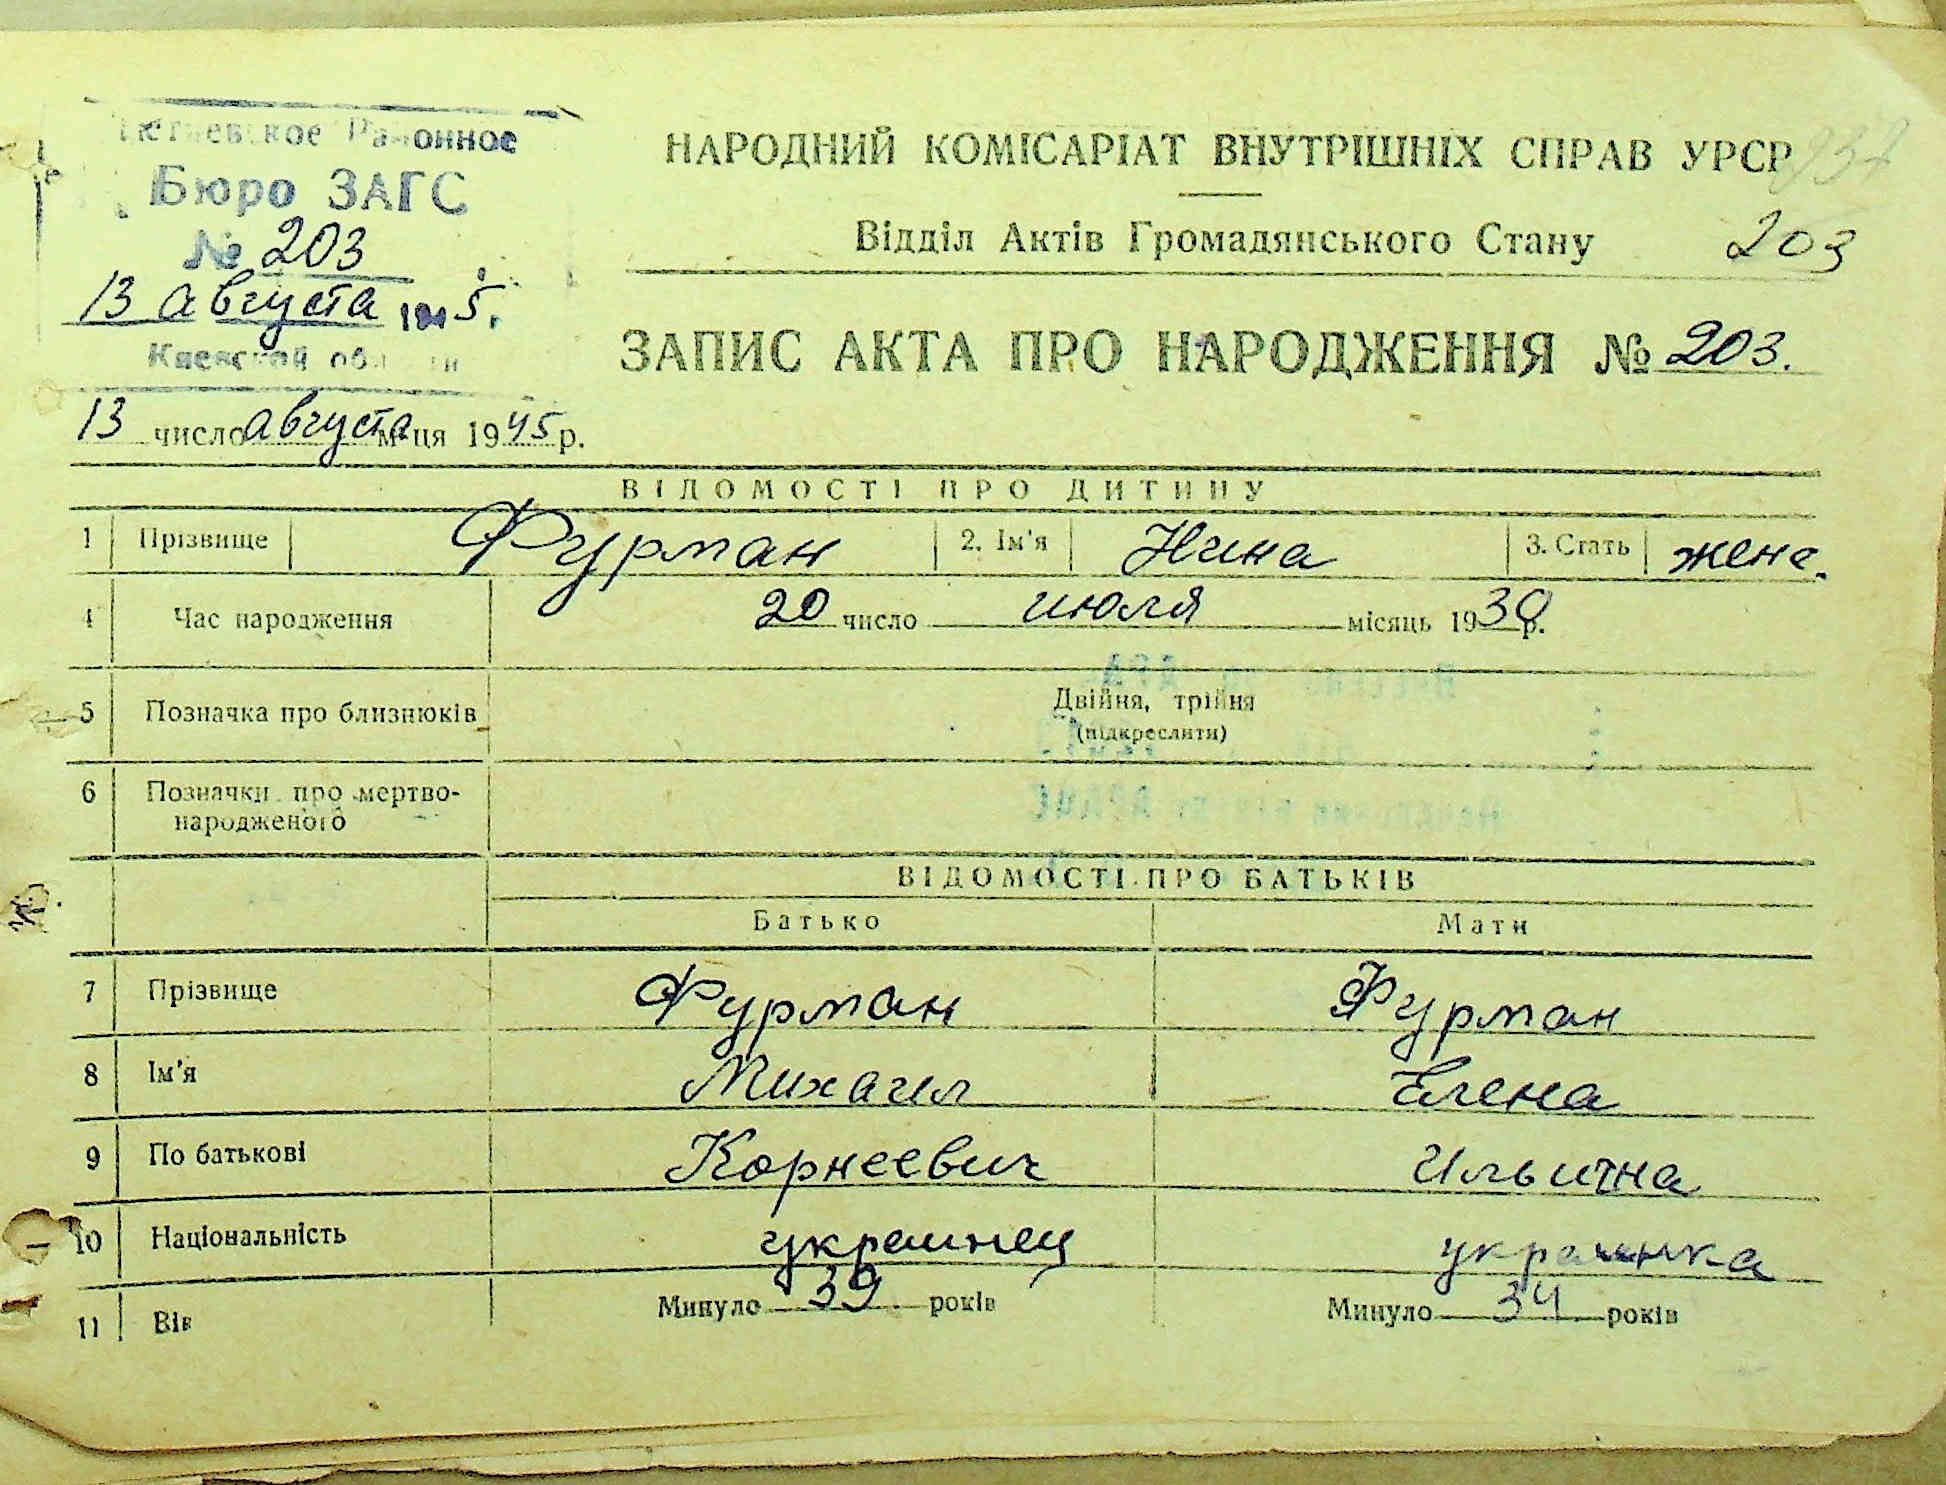 Районное
Бюро ЗАГС
№ 203
13 августа 1945.
Киевской области
НАРОДНИЙ КОМІСАРІАТ ВНУТРІШНІХ СПРАВ УРСР
Відділ Актів Громадянського Стану 203
ЗАПИС АКТА ПРО НАРОДЖЕННЯ № 203.
13 число августа м-ця 1945 р.
ВІДОМОСТІ ПРО ДИТИНУ
1 Прізвище Фурман 2. Ім'я Нина 3. Стать жене.
4 Час народження 20 число июля місяць 1930 р.
5 Позначка про близнюків Двійня, трійня
(підкреслити)
6 Позначки про мертво-
народженого
ВІДОМОСТІ ПРО БАТЬКІВ
Батько Мати
7 Прізвище Фурман Фурман
8 Ім'я Михаил Елена
9 По батькові Корнеевич Ильична
10 Національність украинец украинка
11 Вік Минуло 39 років Минуло 34 років